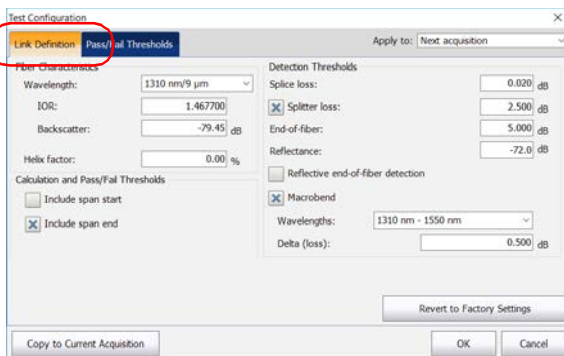 Test Configuration
Link Definition
Pass/Fail Thresholds
Apply to: Next acquisition
Fiber Characteristics
Wavelength: 1310 nm/9 µm
IOR: 1.467700
Backscatter: -79.45 dB
Helix factor: 0.00 %
Calculation and Pass/Fail Thresholds
Include span start
Include span end
Detection Thresholds
Splice loss: 0.020 dB
Splitter loss: 2.500 dB
End-of-fiber: 5.000 dB
Reflectance: -72.0 dB
Reflective end-of-fiber detection
Macrobend
Wavelengths: 1310 nm - 1550 nm
Delta (loss): 0.500 dB
Revert to Factory Settings
Copy to Current Acquisition
OK
Cancel